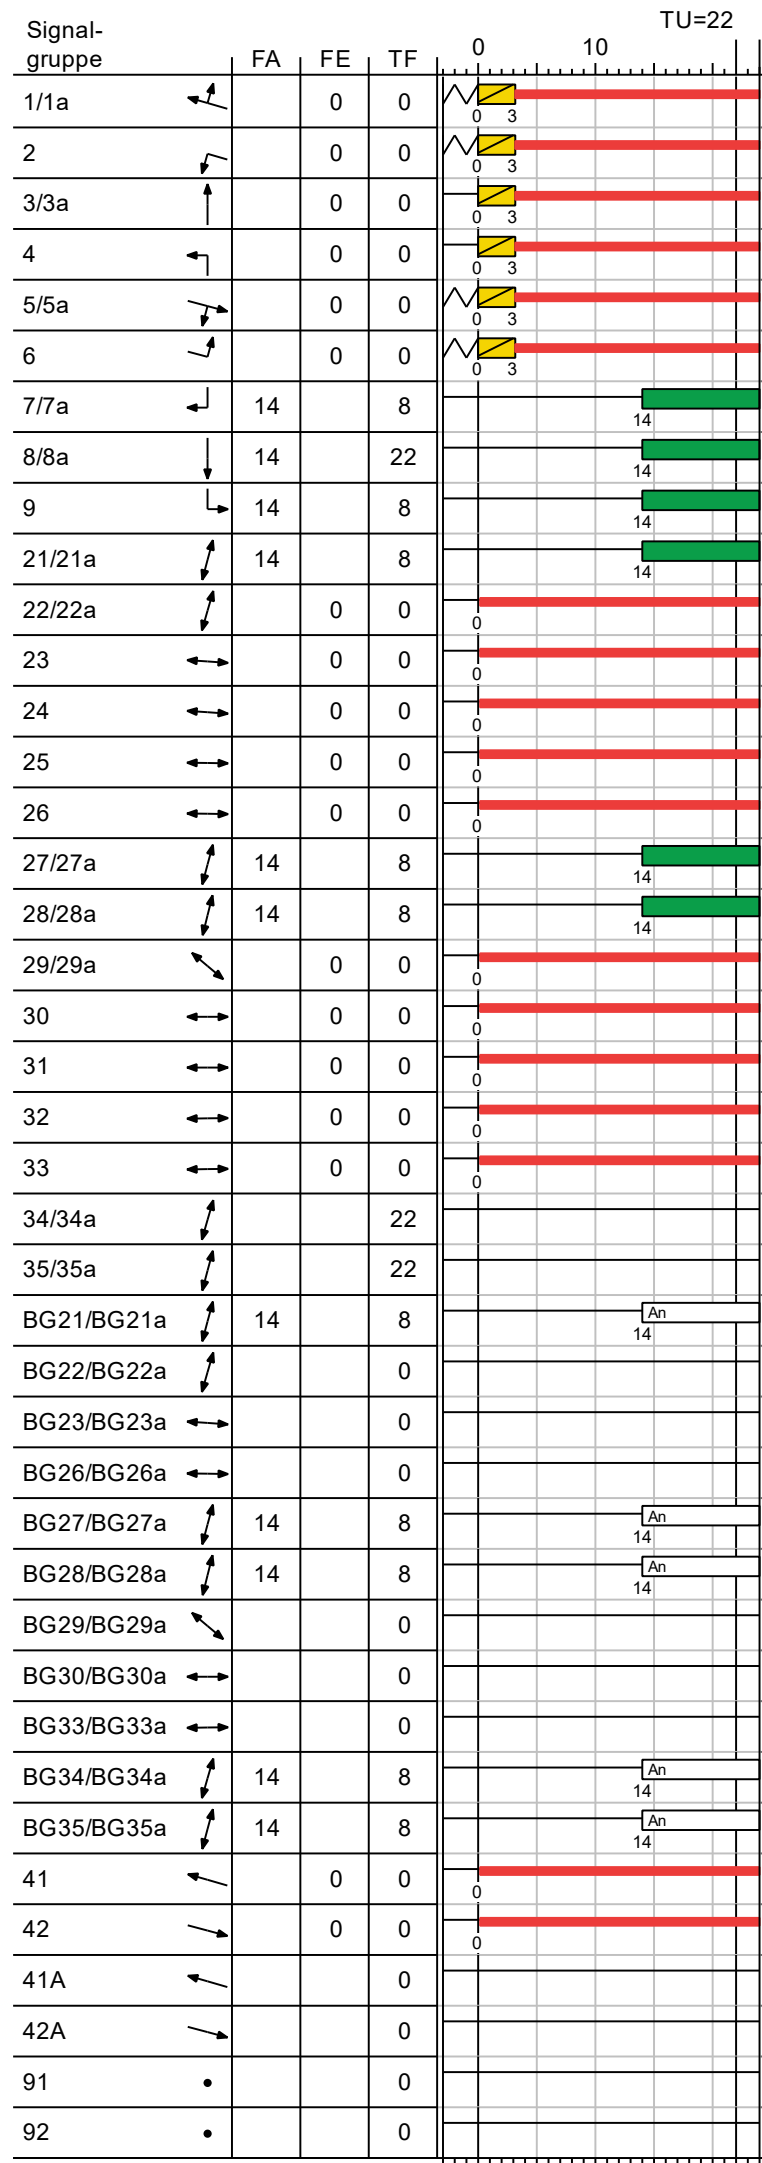 TU=22
Signal-
gruppe FA FE TF 0 10
1/1a 0 0
0 3
2 0 0
0 3
3/3a 0 0
0 3
4 0 0
0 3
5/5a 0 0
0 3
6 0 0
0 3
7/7a 14 8
14
8/8a 14 22
14
9 14 8
14
21/21a 14 8
14
22/22a 0 0
0
23 0 0
0
24 0 0
0
25 0 0
0
26 0 0
0
27/27a 14 8
14
28/28a 14 8
14
29/29a 0 0
0
30 0 0
0
31 0 0
0
32 0 0
0
33 0 0
0
34/34a 22
35/35a 22
BG21/BG21a 14 8 An
14
BG22/BG22a 0
BG23/BG23a 0
BG26/BG26a 0
BG27/BG27a 14 8 An
14
BG28/BG28a 14 8 An
14
BG29/BG29a 0
BG30/BG30a 0
BG33/BG33a 0
BG34/BG34a 14 8 An
14
BG35/BG35a 14 8 An
14
41 0 0
0
42 0 0
0
41A 0
42A 0
91 0
92 0